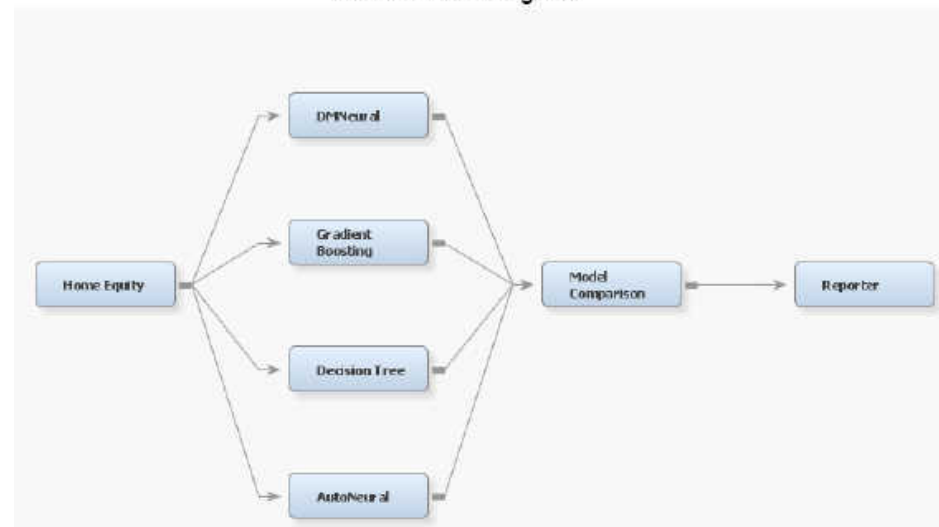 DMNeural
Gradient
Boosting
Home Equity
Model
Comparison
Reporter
Decision Tree
AutoNeural